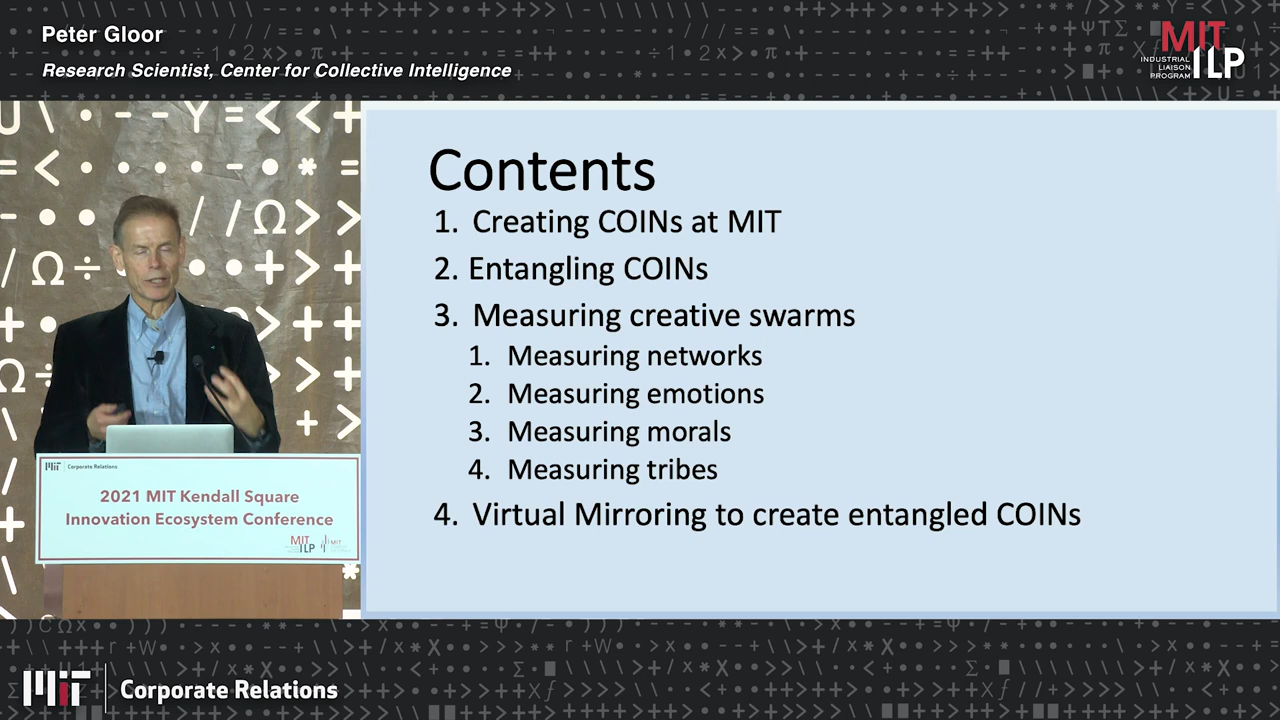 Peter Gloor
Research Scientist, Center for Collective Intelligence
MIT
ILP
INDUSTRIAL
LIAISON
PROGRAM
Contents
1. Creating COINs at MIT
2. Entangling COINs
3. Measuring creative swarms
1. Measuring networks
2. Measuring emotions
3. Measuring morals
4. Measuring tribes
4. Virtual Mirroring to create entangled COINs
MIT Corporate Relations
2021 MIT Kendall Square
Innovation Ecosystem Conference
MIT
ILP
MIT
MIT Corporate Relations